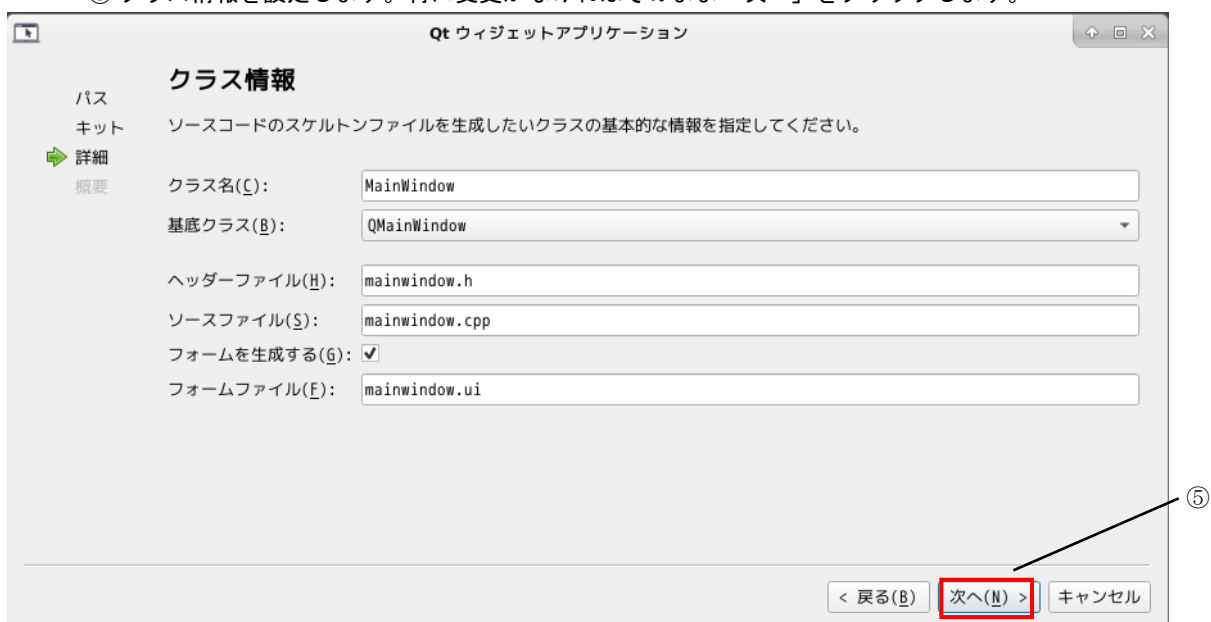 Qt ウィジェットアプリケーション
パス
キット
詳細
概要
クラス情報
ソースコードのスケルトンファイルを生成したいクラスの基本的な情報を指定してください。
クラス名(C): MainWindow
基底クラス(B): QMainWindow
ヘッダーファイル(H): mainwindow.h
ソースファイル(S): mainwindow.cpp
フォームを生成する(G):
フォームファイル(F): mainwindow.ui
⑤
< 戻る(B) 次へ(N) > キャンセル